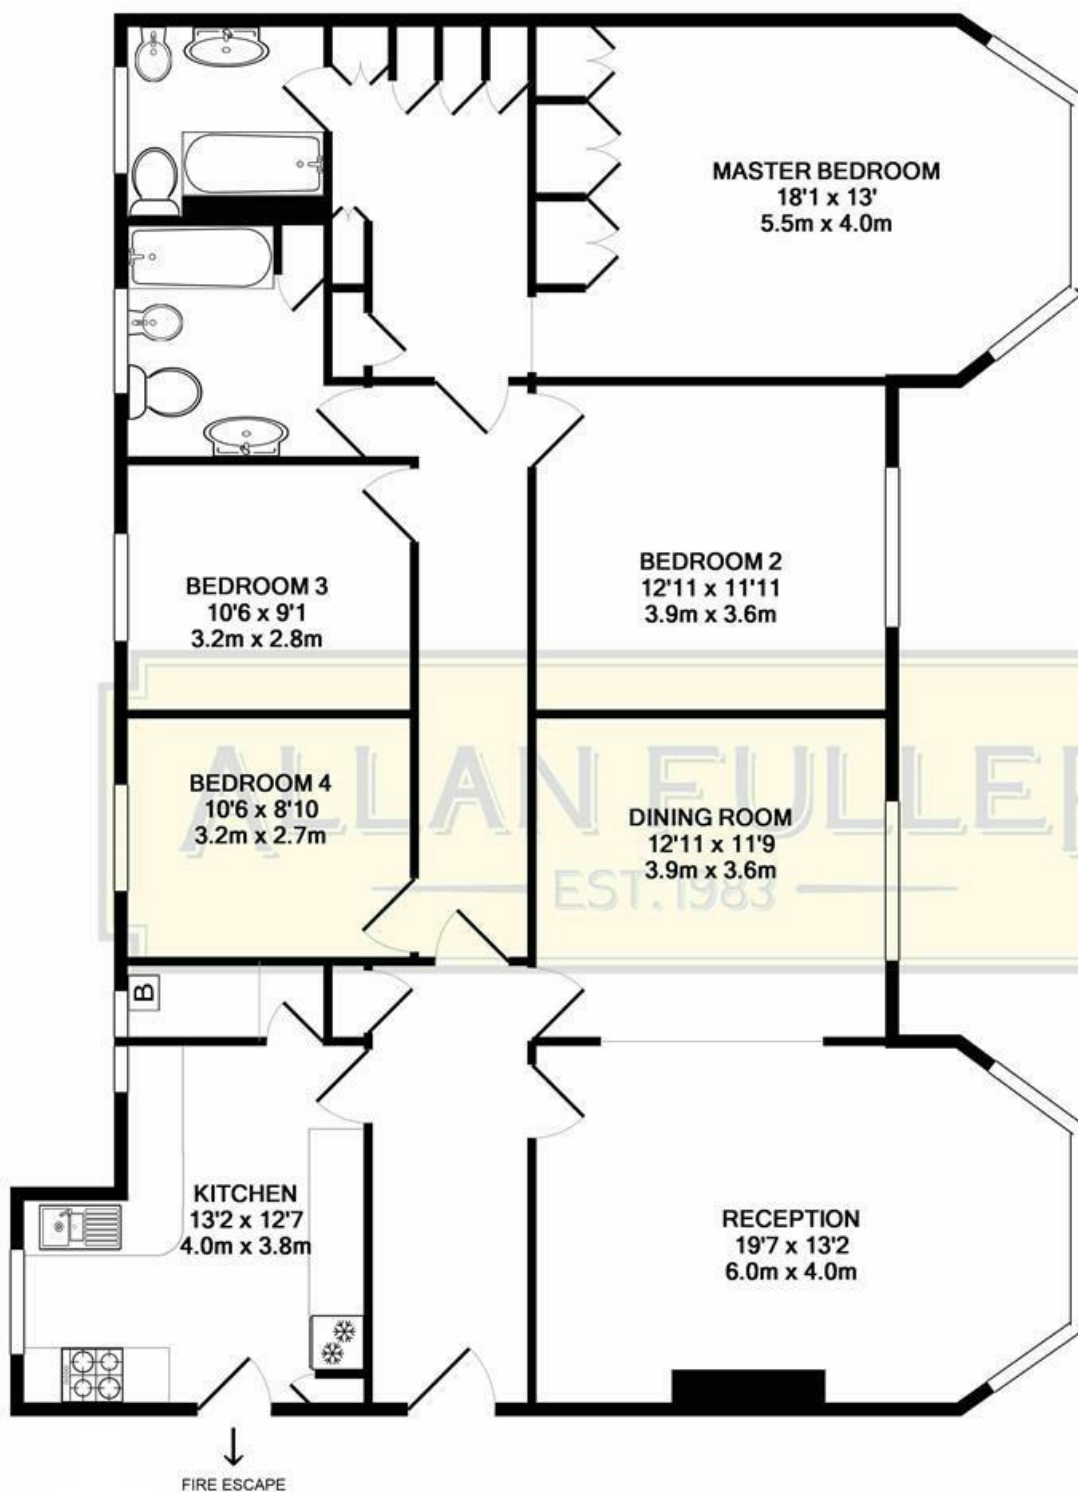 MASTER BEDROOM
18'1 x 13'
5.5m x 4.0m
BEDROOM 2
12'11 x 11'11
3.9m x 3.6m
BEDROOM 3
10'6 x 9'1
3.2m x 2.8m
ALLAN FULLER
EST. 1983
BEDROOM 4
10'6 x 8'10
3.2m x 2.7m
DINING ROOM
12'11 x 11'9
3.9m x 3.6m
B
KITCHEN
13'2 x 12'7
4.0m x 3.8m
RECEPTION
19'7 x 13'2
6.0m x 4.0m
FIRE ESCAPE